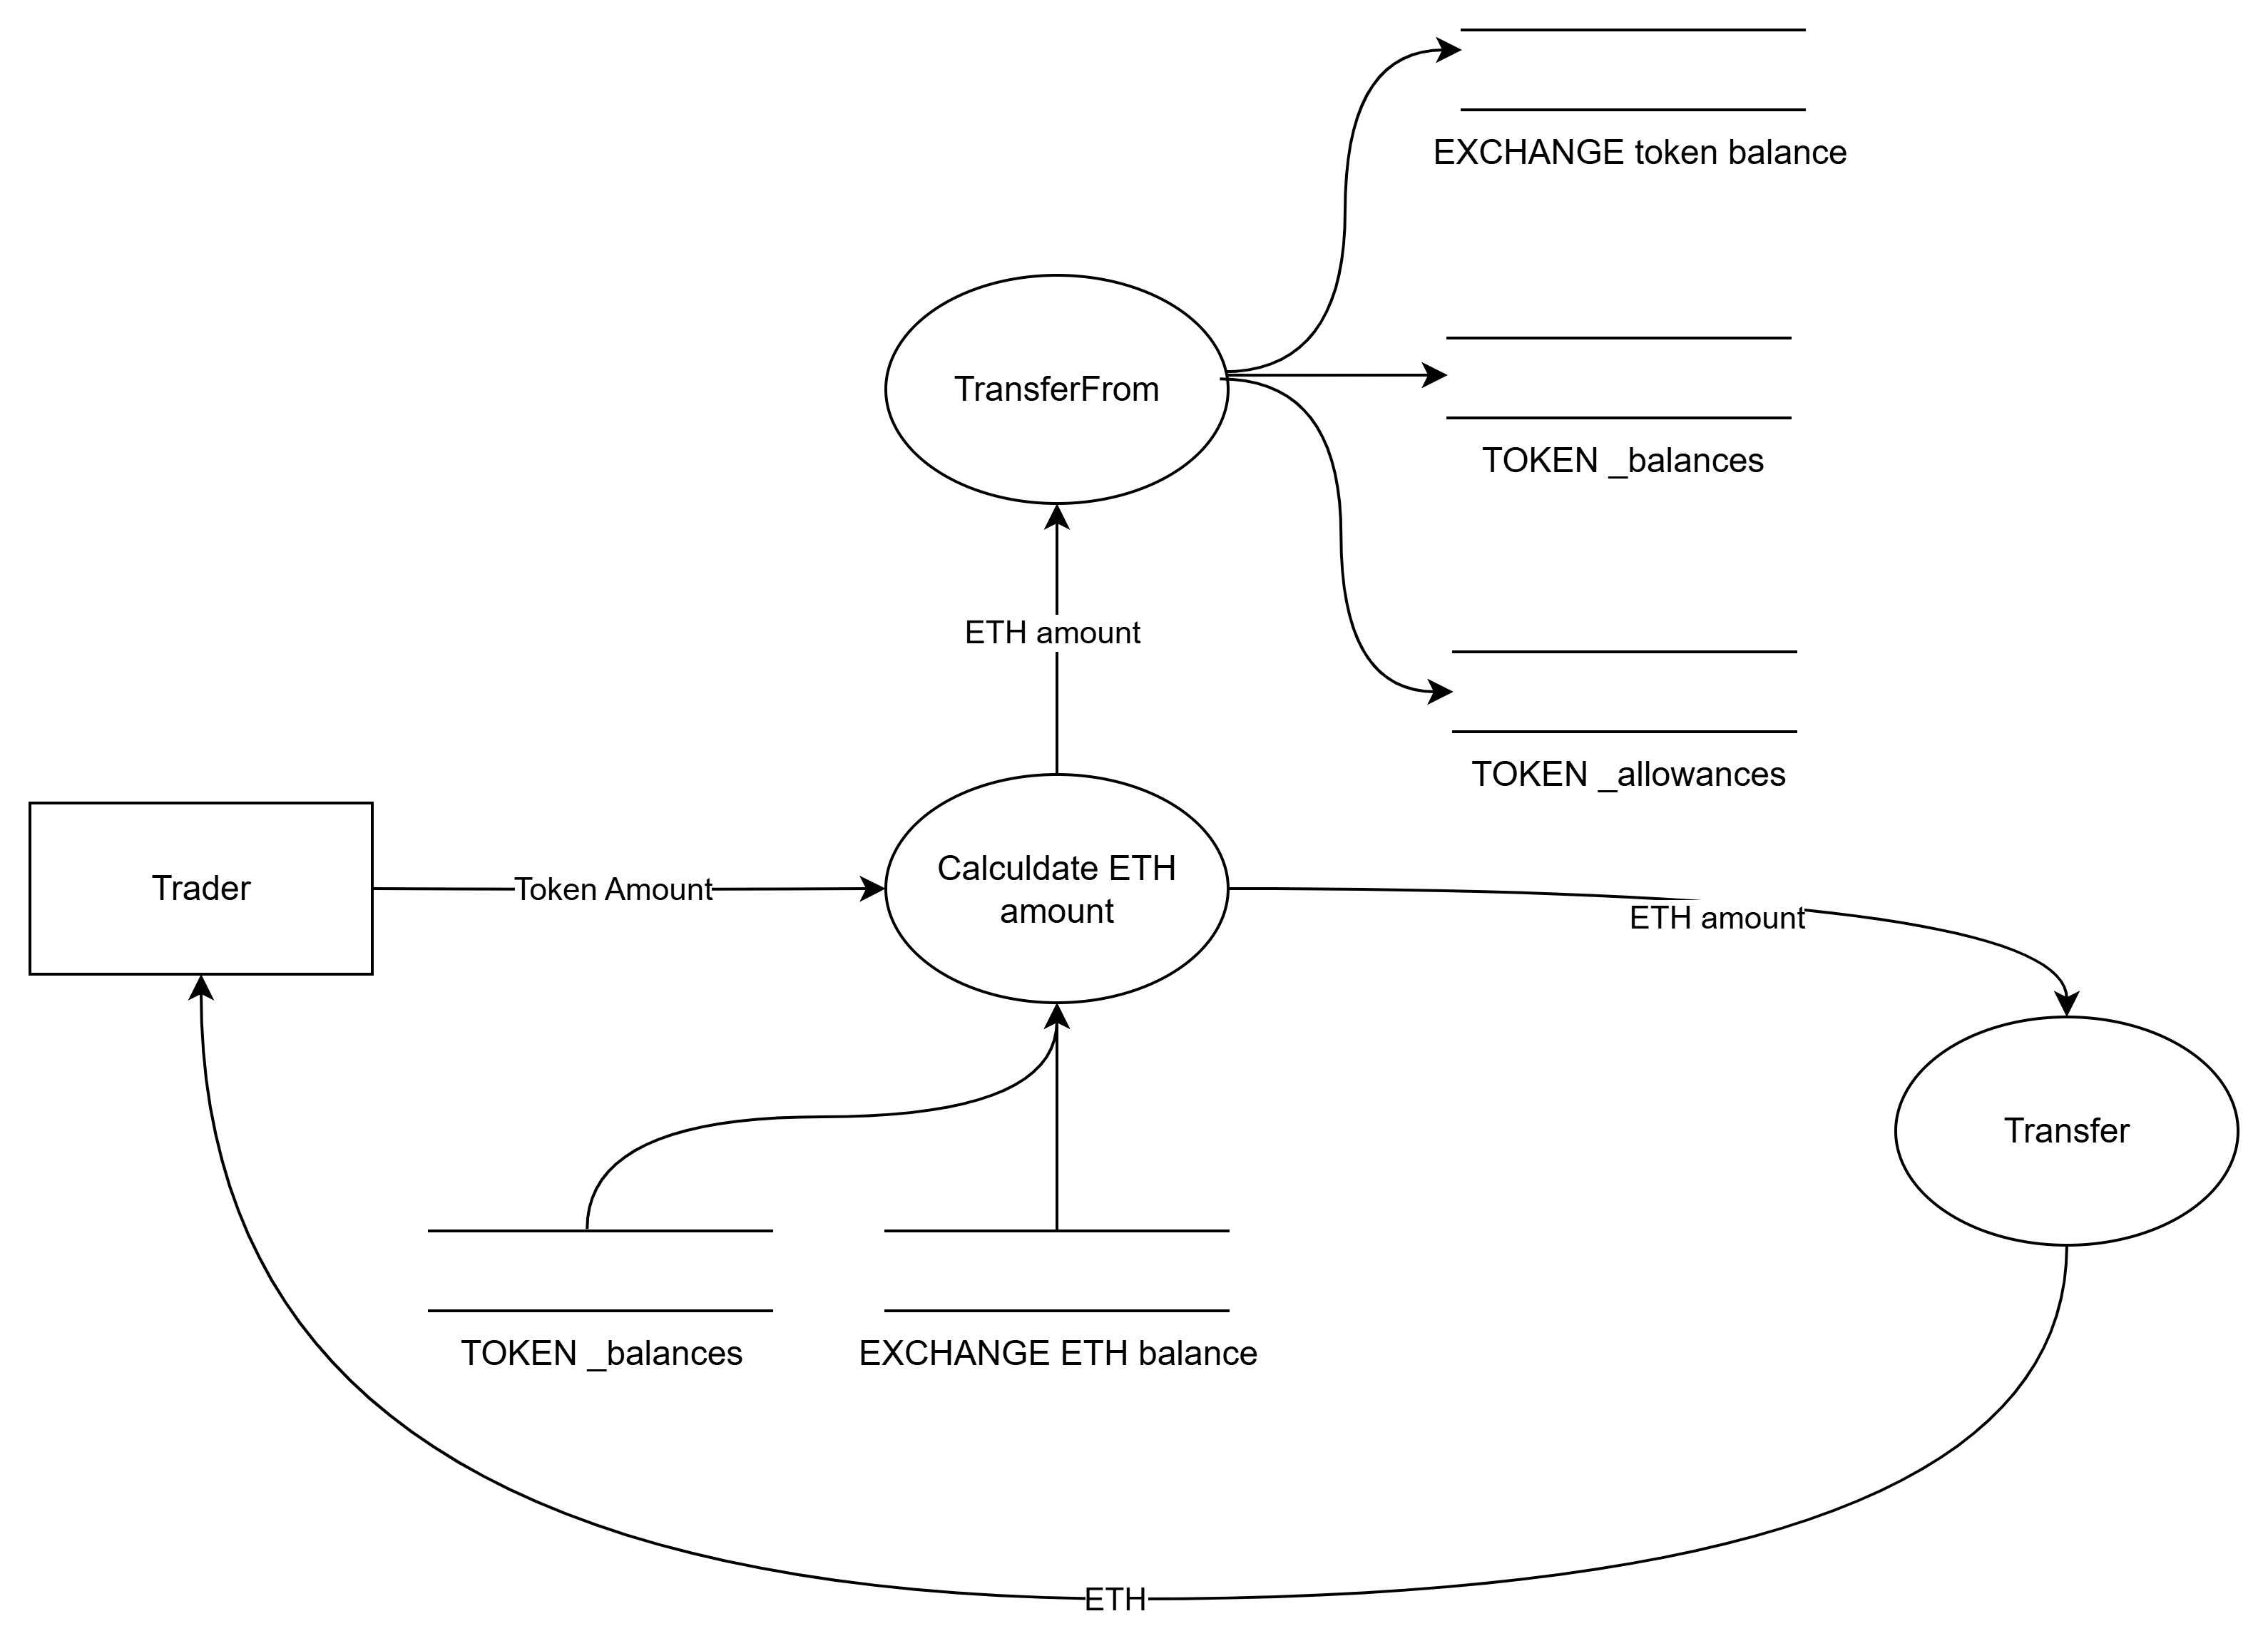 EXCHANGE token balance
TransferFrom
TOKEN _balances
ETH amount
TOKEN _allowances
Trader
Token Amount
Calculdate ETH
amount
ETH amount
Transfer
TOKEN _balances
EXCHANGE ETH balance
ETH